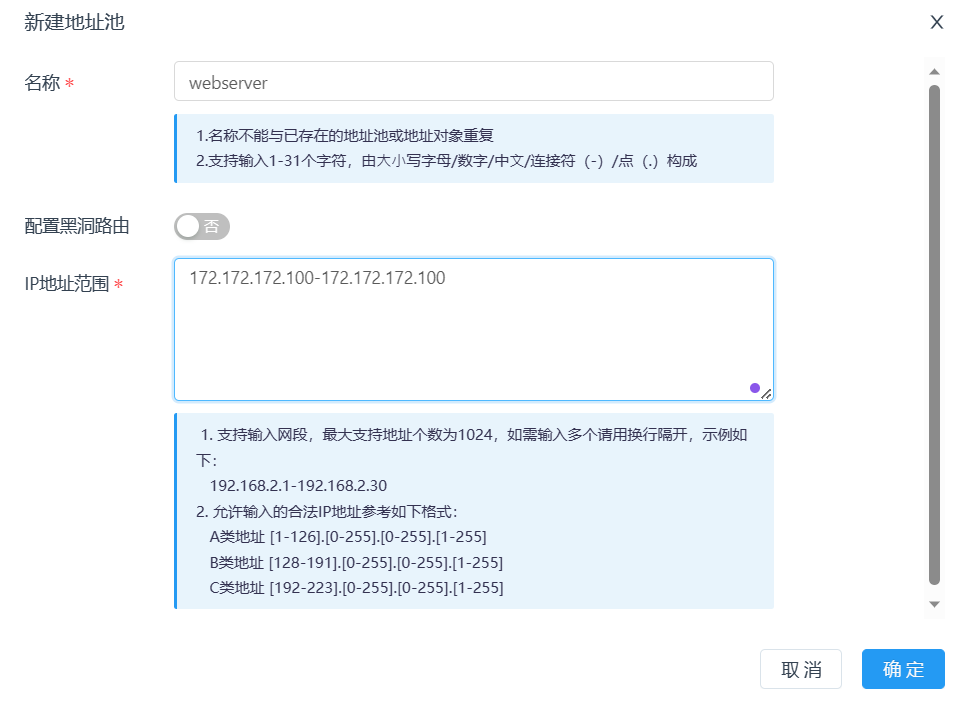 新建地址池
X
名称 *
webserver
1.名称不能与已存在的地址池或地址对象重复
2.支持输入1-31个字符，由大小写字母/数字/中文/连接符（-）/点（.）构成
配置黑洞路由
否
IP地址范围 *
172.172.172.100-172.172.172.100
1. 支持输入网段，最大支持地址个数为1024，如需输入多个请用换行隔开，示例如
下：
192.168.2.1-192.168.2.30
2. 允许输入的合法IP地址参考如下格式：
A类地址 [1-126].[0-255].[0-255].[1-255]
B类地址 [128-191].[0-255].[0-255].[1-255]
C类地址 [192-223].[0-255].[0-255].[1-255]
取 消
确 定